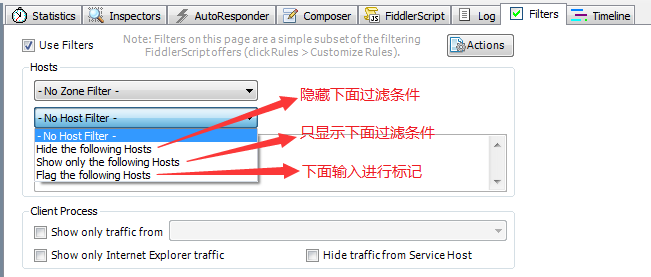 Statistics Inspectors AutoResponder Composer FiddlerScript Log Filters Timeline
Use Filters
Note: Filters on this page are a simple subset of the filtering
FiddlerScript offers (click Rules > Customize Rules).
Actions
Hosts
- No Zone Filter -
隐藏下面过滤条件
- No Host Filter -
- No Host Filter -
只显示下面过滤条件
Hide the following Hosts
Show only the following Hosts
Flag the following Hosts
下面输入进行标记
Client Process
Show only traffic from
Show only Internet Explorer traffic
Hide traffic from Service Host